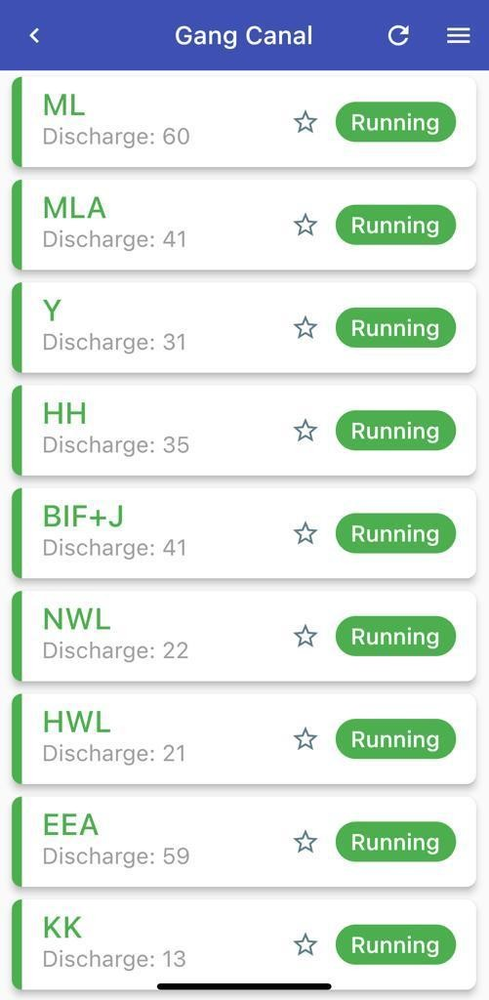 Gang Canal
ML
Discharge: 60
Running
MLA
Discharge: 41
Running
Y
Discharge: 31
Running
HH
Discharge: 35
Running
BIF+J
Discharge: 41
Running
NWL
Discharge: 22
Running
HWL
Discharge: 21
Running
EEA
Discharge: 59
Running
KK
Discharge: 13
Running